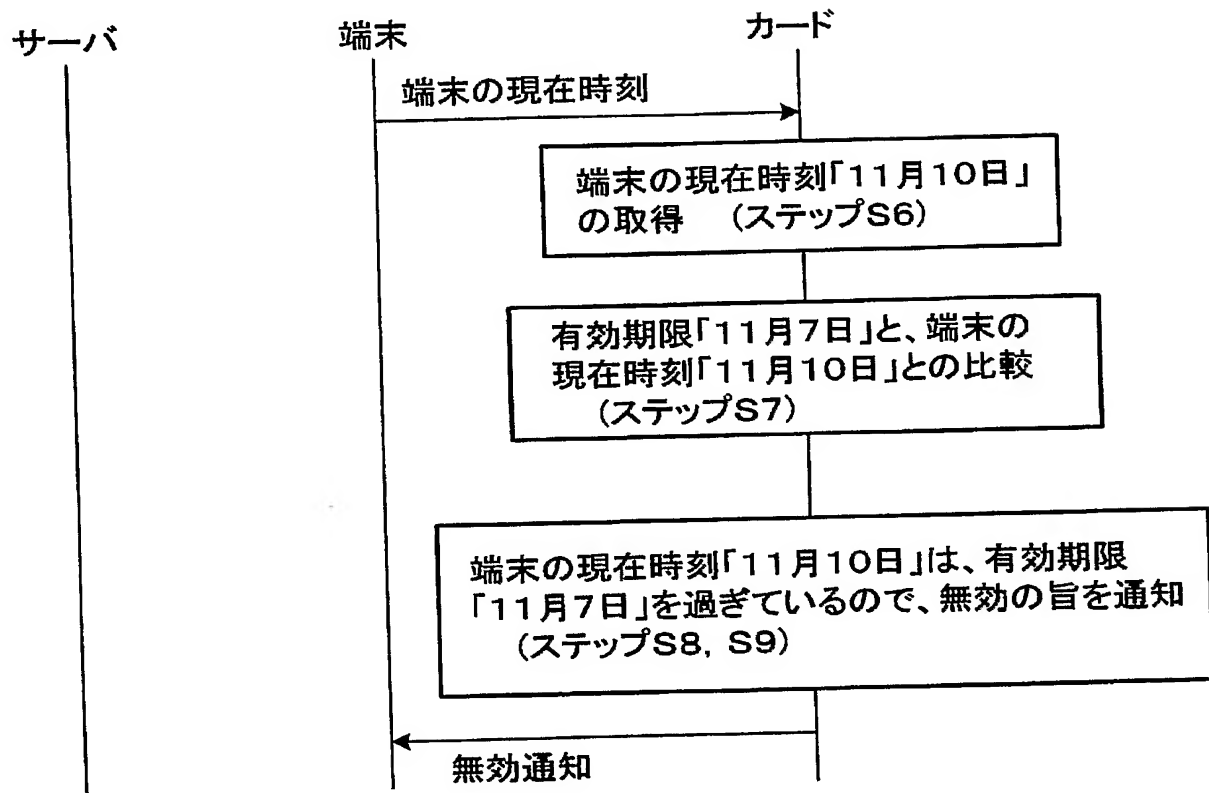 サーバ
端末
カード
端末の現在時刻
端末の現在時刻「11月10日」
の取得 (ステップS6)
有効期限「11月7日」と、端末の
現在時刻「11月10日」との比較
(ステップS7)
端末の現在時刻「11月10日」は、有効期限
「11月7日」を過ぎているので、無効の旨を通知
(ステップS8, S9)
無効通知